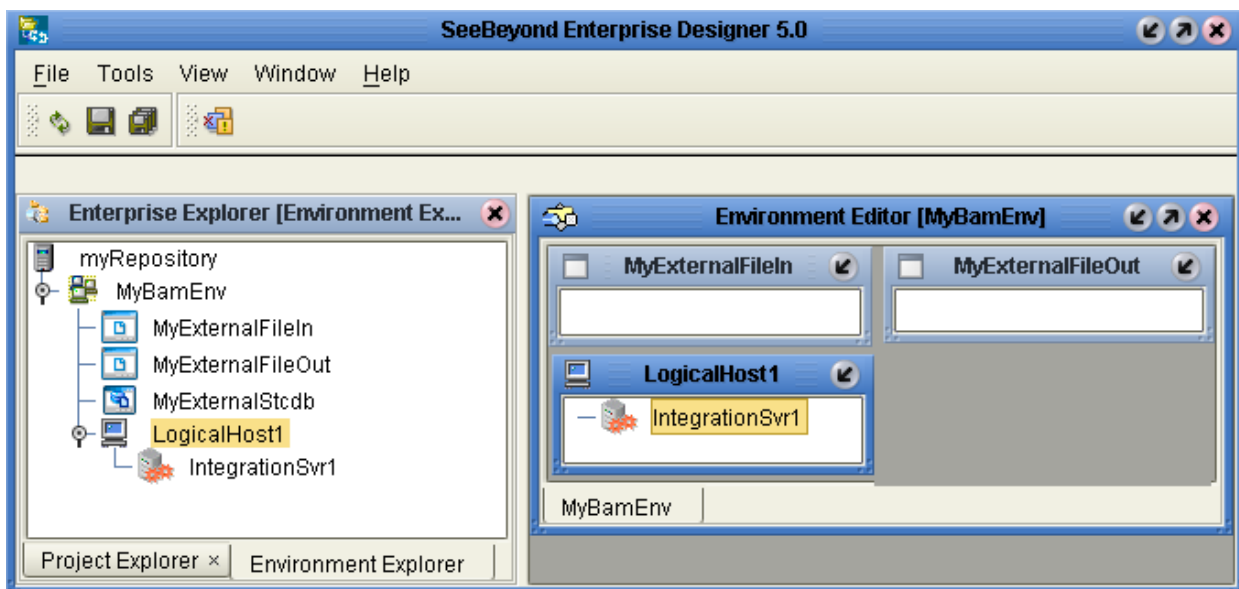 SeeBeyond Enterprise Designer 5.0
File Tools View Window Help
Enterprise Explorer [Environment Ex...
myRepository
MyBamEnv
MyExternalFileIn
MyExternalFileOut
MyExternalStcdb
LogicalHost1
IntegrationSvr1
Project Explorer × Environment Explorer
Environment Editor [MyBamEnv]
MyExternalFileIn
MyExternalFileOut
LogicalHost1
IntegrationSvr1
MyBamEnv